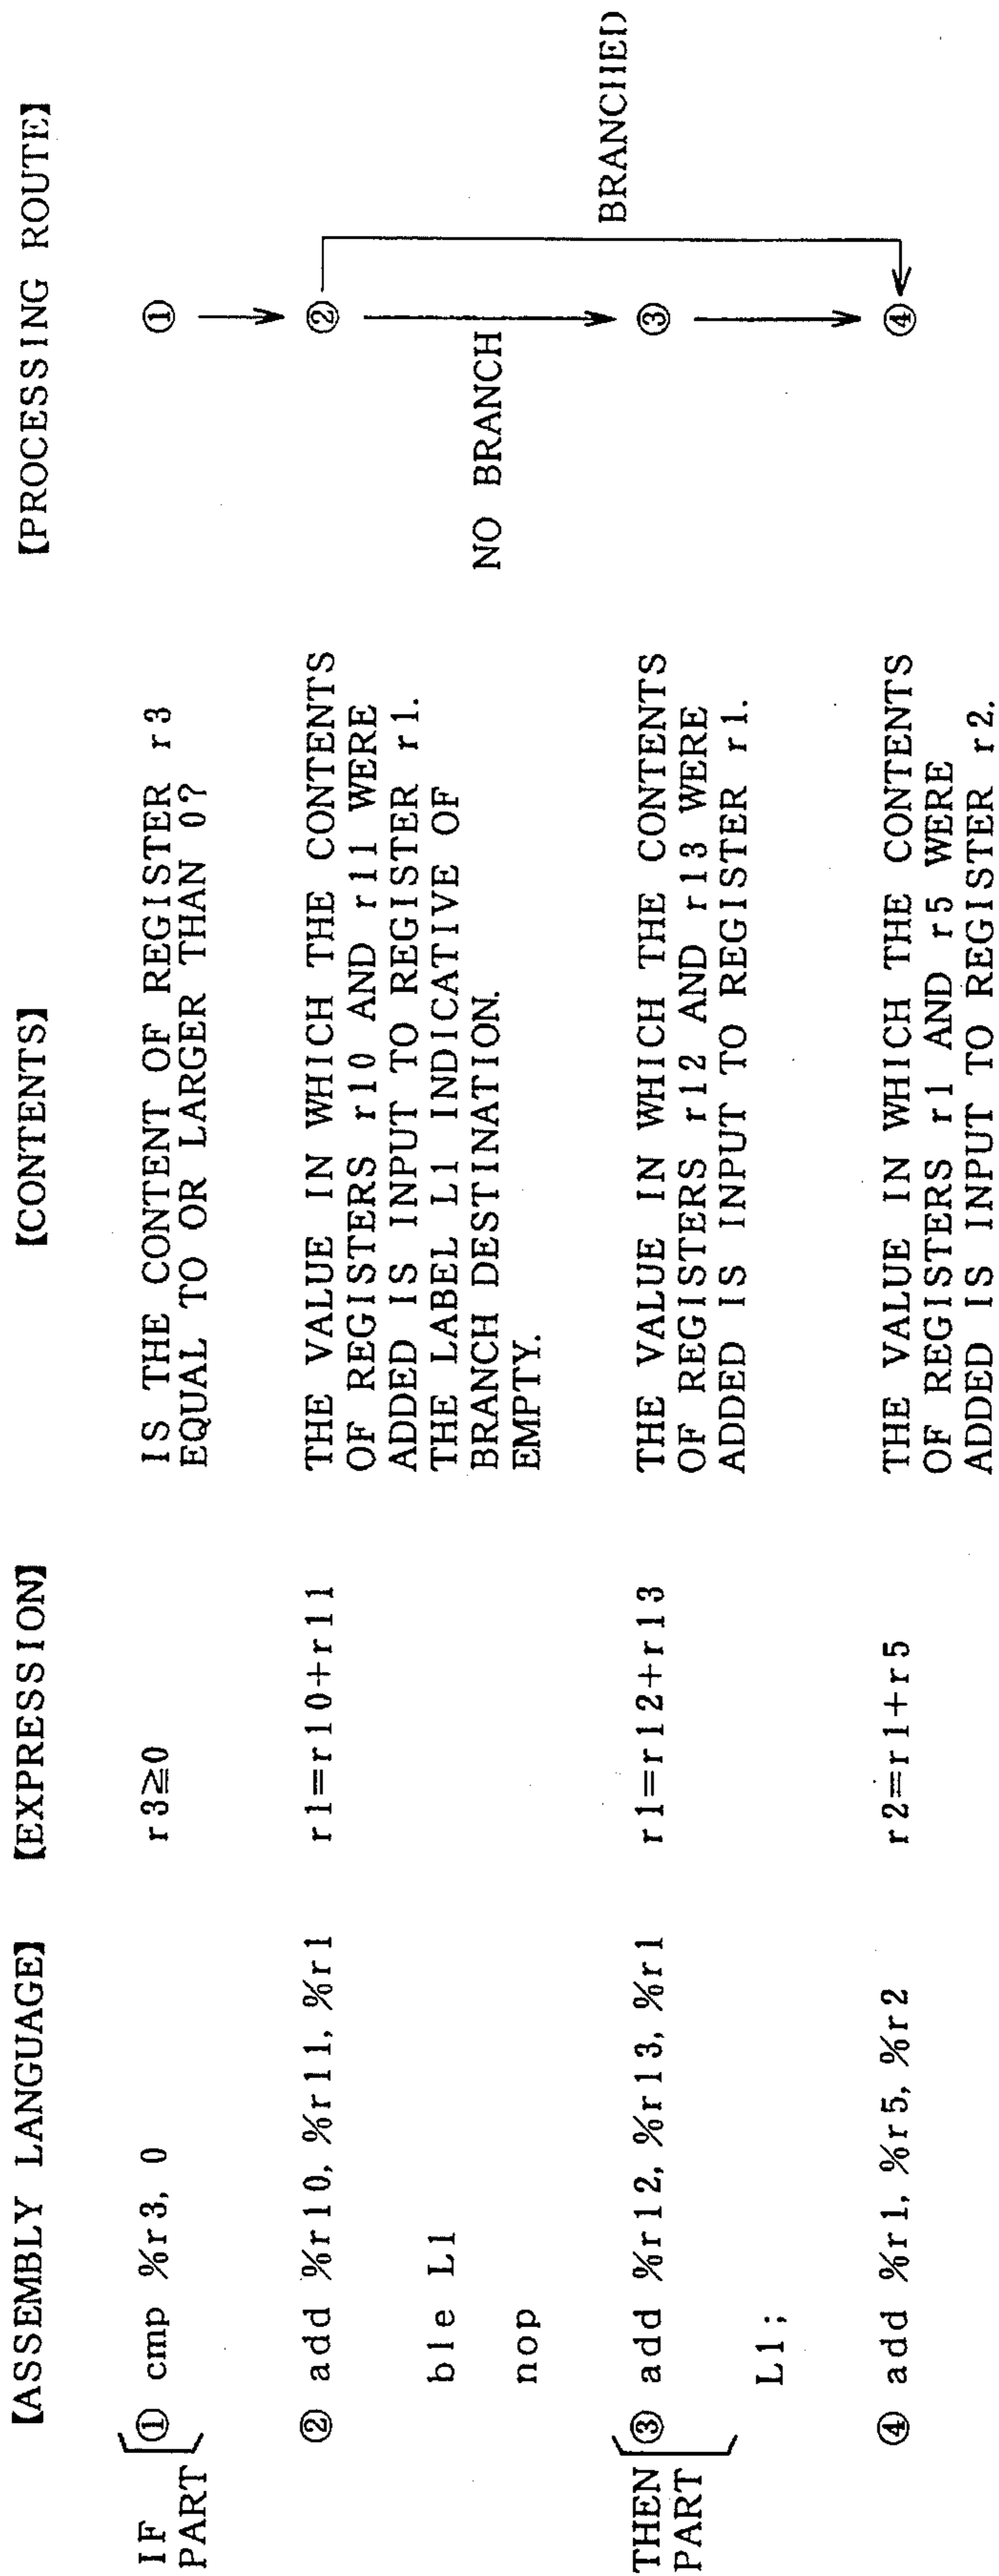 【ASSEMBLY LANGUAGE】 【EXPRESSION】 【CONTENTS】 【PROCESSING ROUTE】
IF
PART
① cmp %r3, 0
r3≧0
IS THE CONTENT OF REGISTER r3
EQUAL TO OR LARGER THAN 0?
①
② add %r10, %r11, %r1
r1=r10+r11
THE VALUE IN WHICH THE CONTENTS
OF REGISTERS r10 AND r11 WERE
ADDED IS INPUT TO REGISTER r1.
②
ble L1
THE LABEL L1 INDICATIVE OF
BRANCH DESTINATION.
NO BRANCH
nop
EMPTY.
BRANCHED
THEN
PART
③ add %r12, %r13, %r1
r1=r12+r13
THE VALUE IN WHICH THE CONTENTS
OF REGISTERS r12 AND r13 WERE
ADDED IS INPUT TO REGISTER r1.
③
L1;
④ add %r1, %r5, %r2
r2=r1+r5
THE VALUE IN WHICH THE CONTENTS
OF REGISTERS r1 AND r5 WERE
ADDED IS INPUT TO REGISTER r2.
④